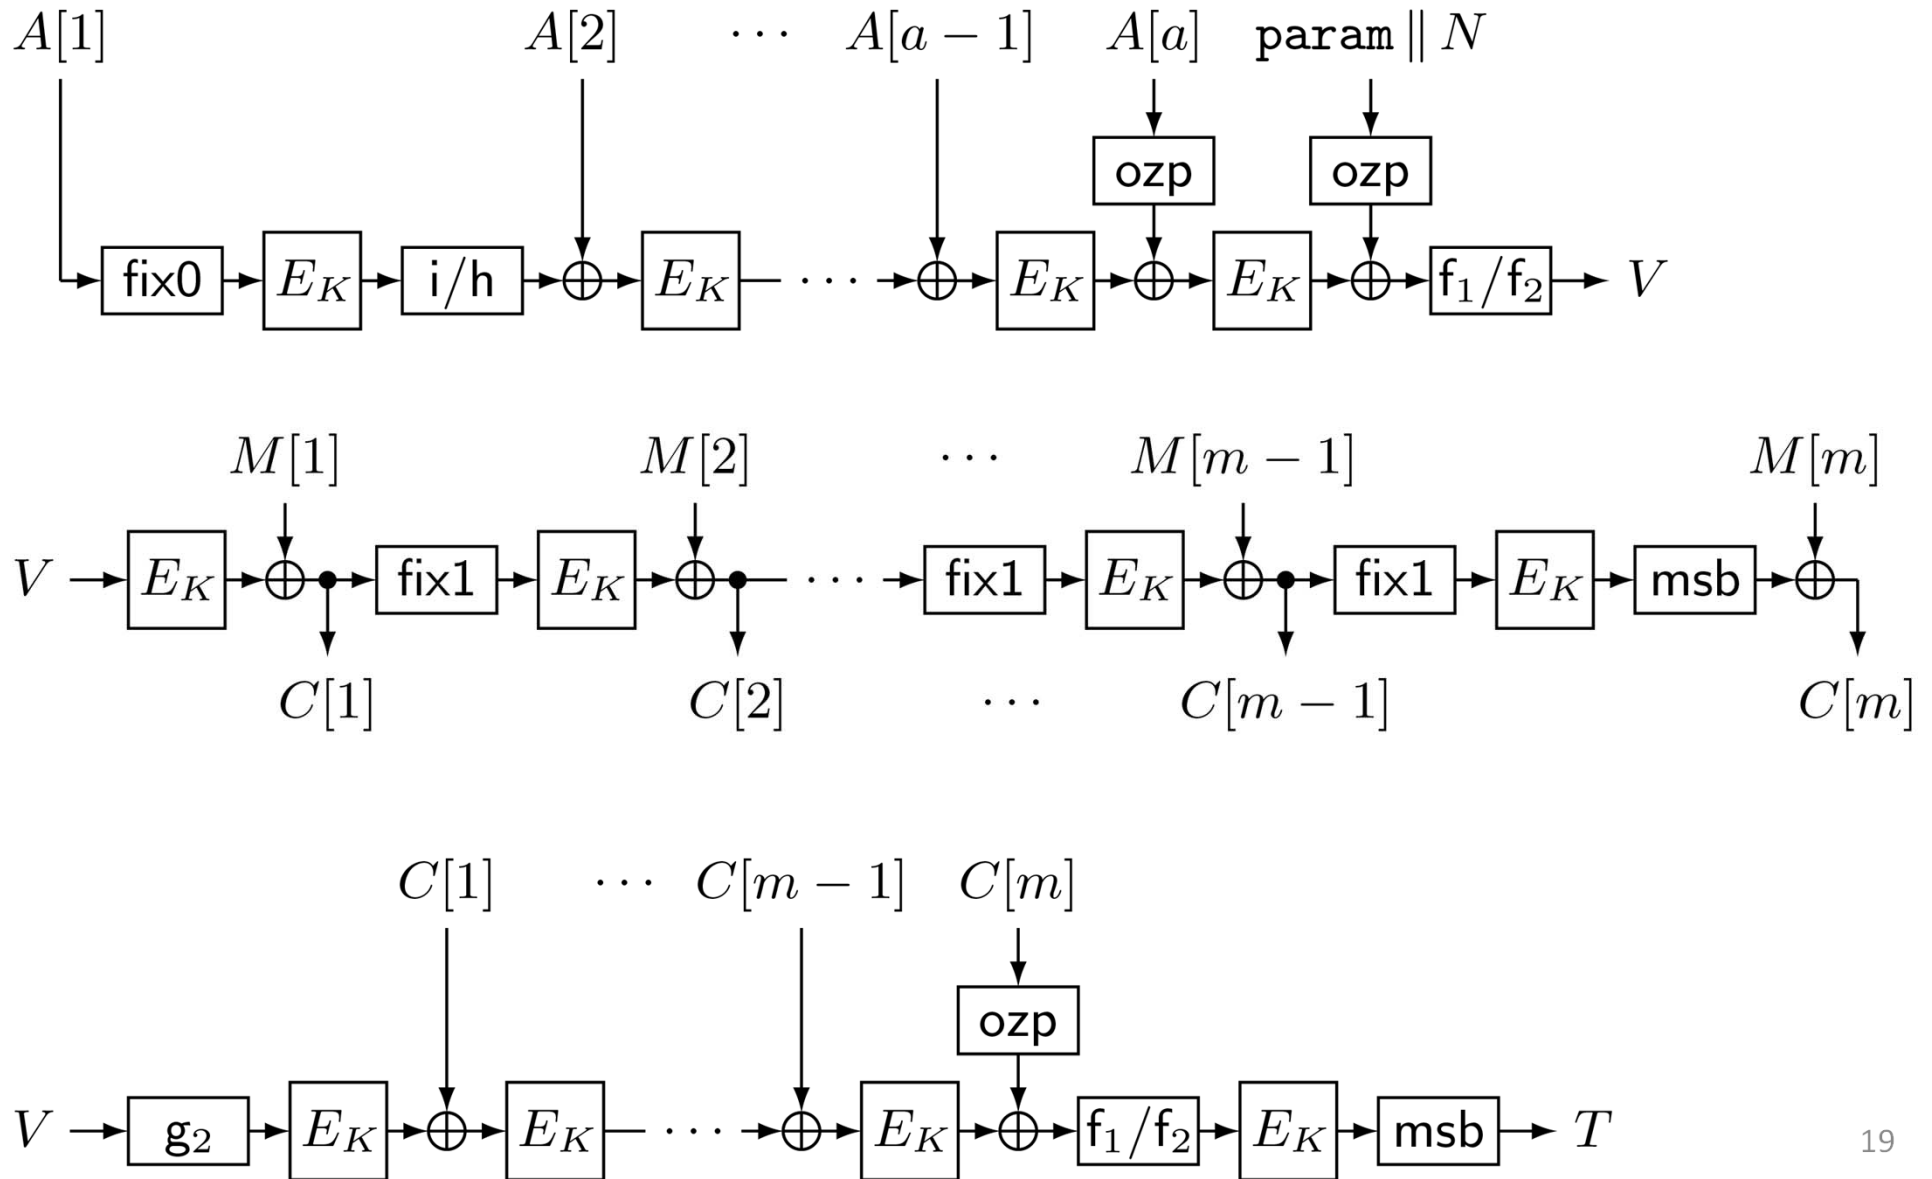 A[1] A[2] ··· A[a − 1] A[a] param ∥ N
ozp ozp
fix0 E_K i/h E_K ··· E_K E_K f₁/f₂ V
M[1] M[2] ··· M[m − 1] M[m]
V E_K fix1 E_K ··· fix1 E_K fix1 E_K msb
C[1] C[2] ··· C[m − 1] C[m]
C[1] ··· C[m − 1] C[m]
ozp
V g₂ E_K E_K ··· E_K f₁/f₂ E_K msb T
19